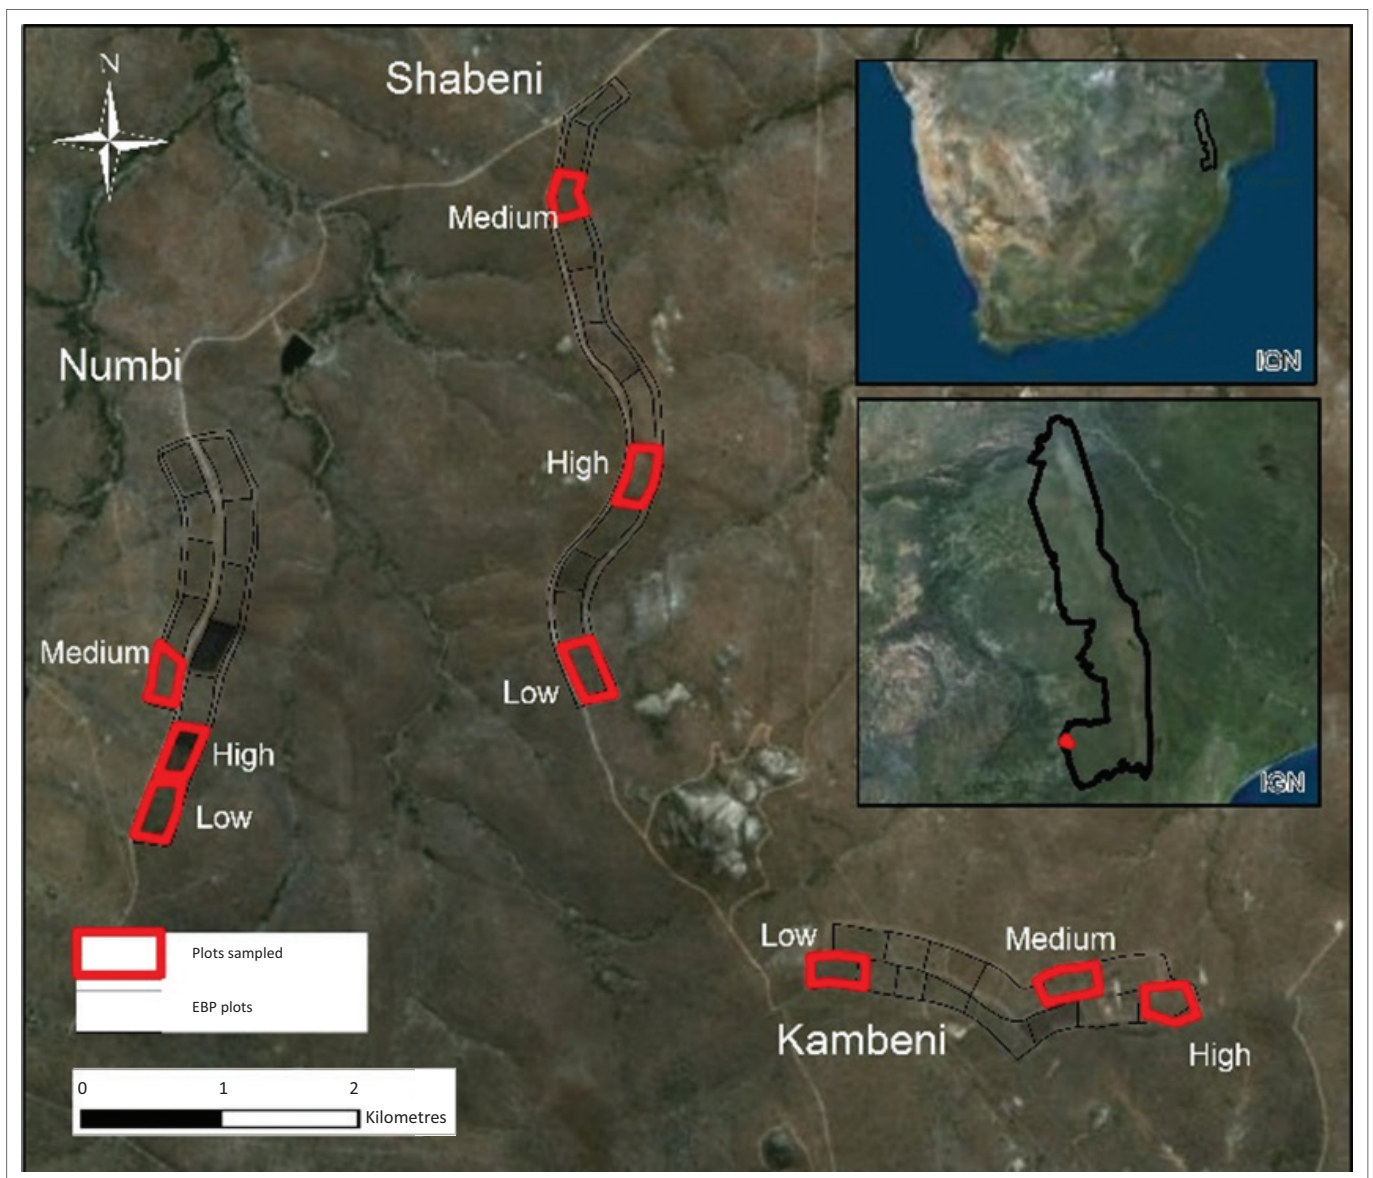 N
Shabeni
Medium
Numbi
High
Medium
Low
High
Low
IGN
IGN
Plots sampled
EBP plots
0 1 2
Kilometres
Low
Medium
Kambeni
High